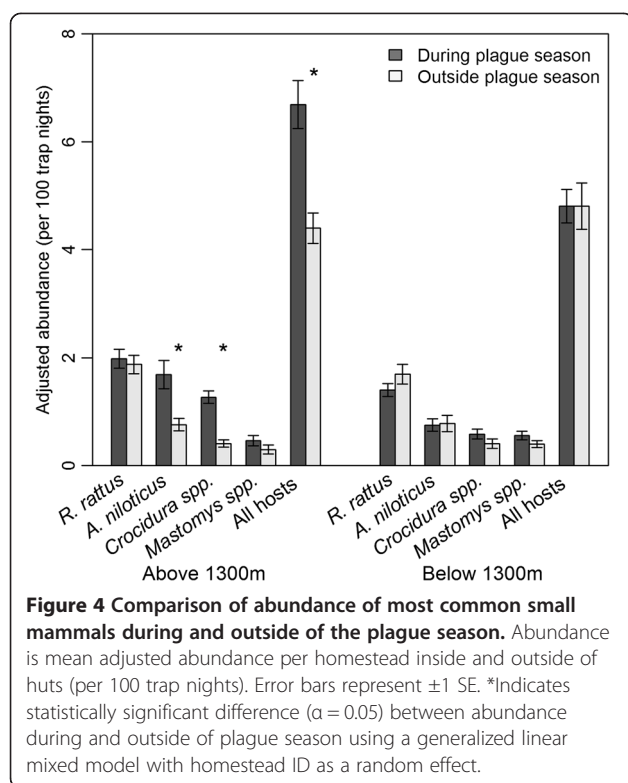 8
6
4
2
0
Adjusted abundance (per 100 trap nights)
During plague season
Outside plague season
*
*
*
R. rattus
A. niloticus
Crocidura spp.
Mastomys spp.
All hosts
R. rattus
A. niloticus
Crocidura spp.
Mastomys spp.
All hosts
Above 1300m
Below 1300m
Figure 4 Comparison of abundance of most common small
mammals during and outside of the plague season. Abundance
is mean adjusted abundance per homestead inside and outside of
huts (per 100 trap nights). Error bars represent ±1 SE. *Indicates
statistically significant difference (α = 0.05) between abundance
during and outside of plague season using a generalized linear
mixed model with homestead ID as a random effect.